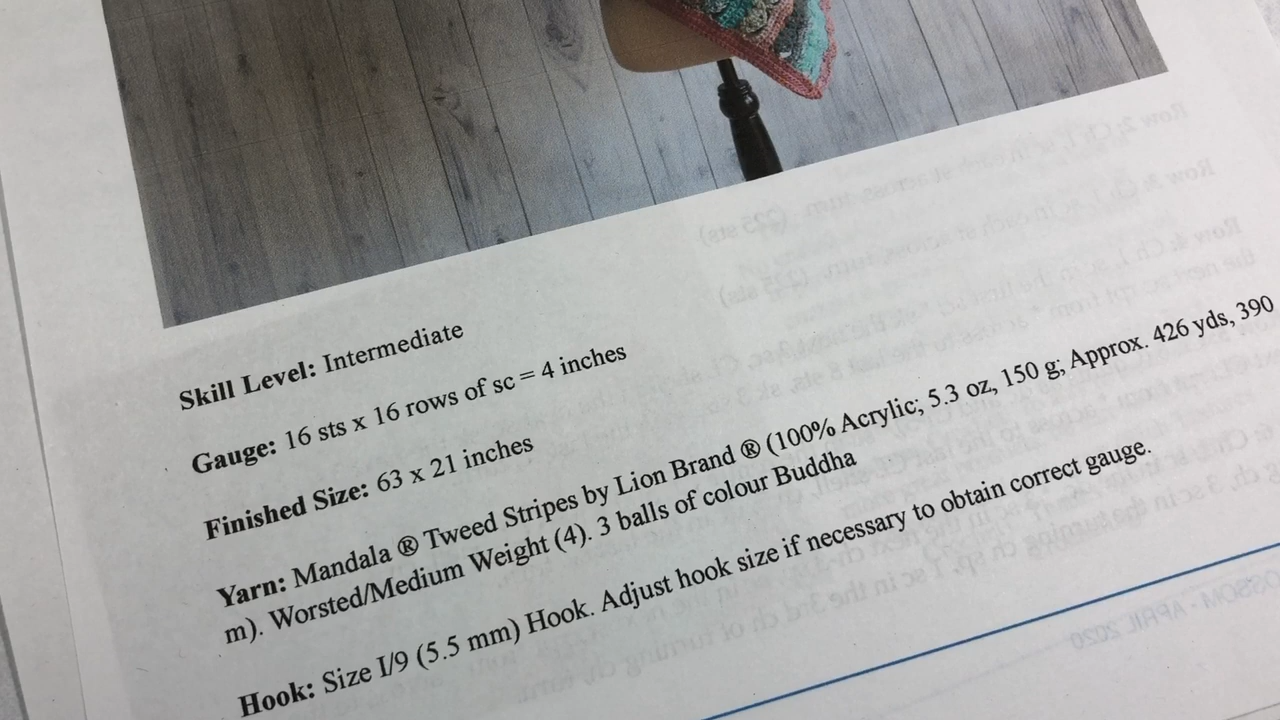 Skill Level: Intermediate
Gauge: 16 sts x 16 rows of sc = 4 inches
Finished Size: 63 x 21 inches
Yarn: Mandala ® Tweed Stripes by Lion Brand ® (100% Acrylic; 5.3 oz, 150 g; Approx. 426 yds, 390
m). Worsted/Medium Weight (4). 3 balls of colour Buddha
Hook: Size I/9 (5.5 mm) Hook. Adjust hook size if necessary to obtain correct gauge.